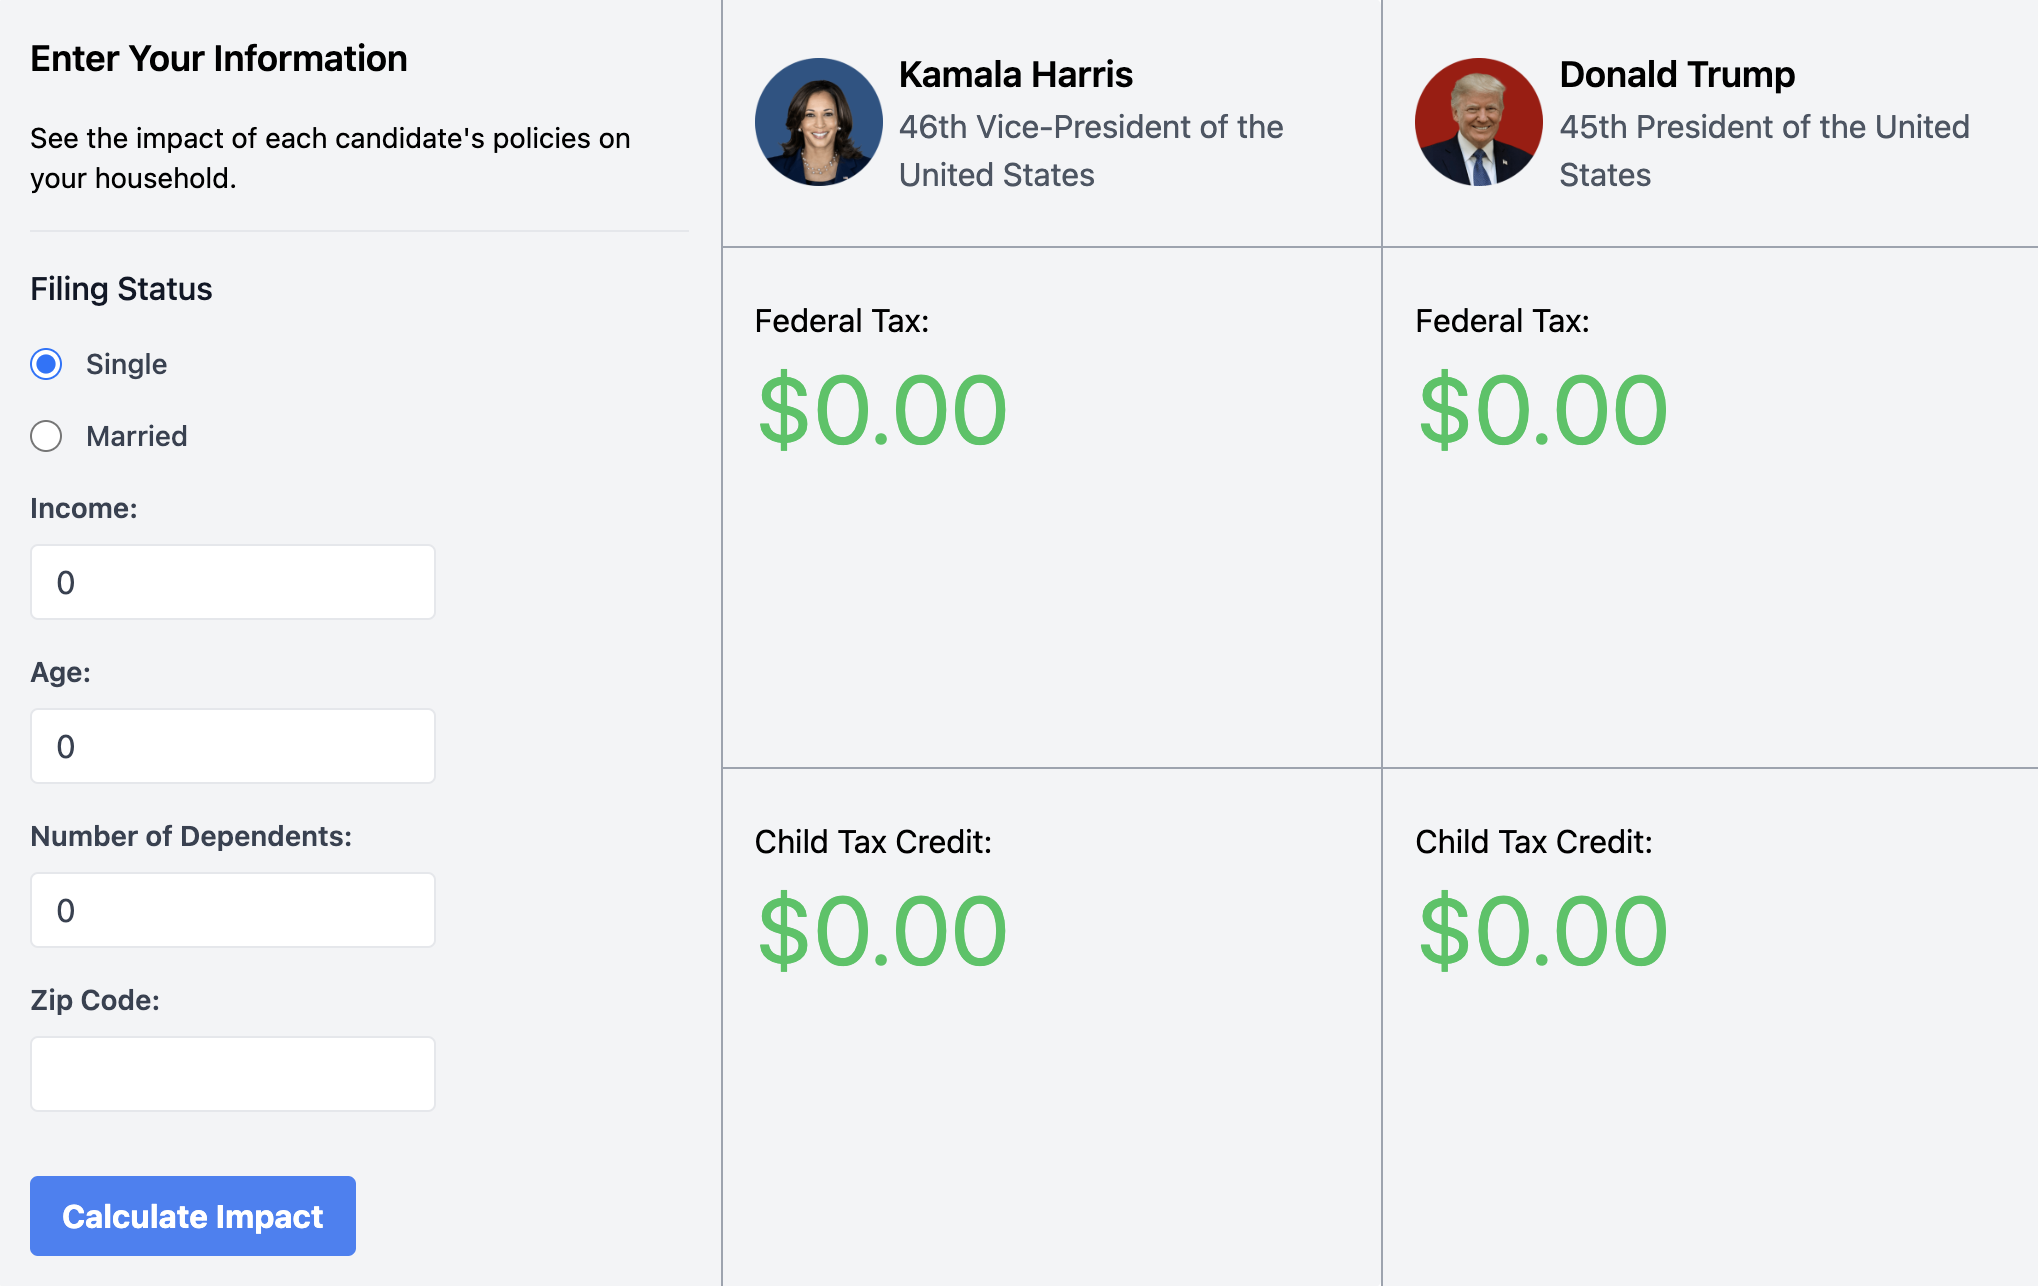 Enter Your Information
See the impact of each candidate's policies on
your household.
Filing Status
Single
Married
Income:
0
Age:
0
Number of Dependents:
0
Zip Code:
Calculate Impact
Kamala Harris
46th Vice-President of the
United States
Federal Tax:
$0.00
Child Tax Credit:
$0.00
Donald Trump
45th President of the United
States
Federal Tax:
$0.00
Child Tax Credit:
$0.00